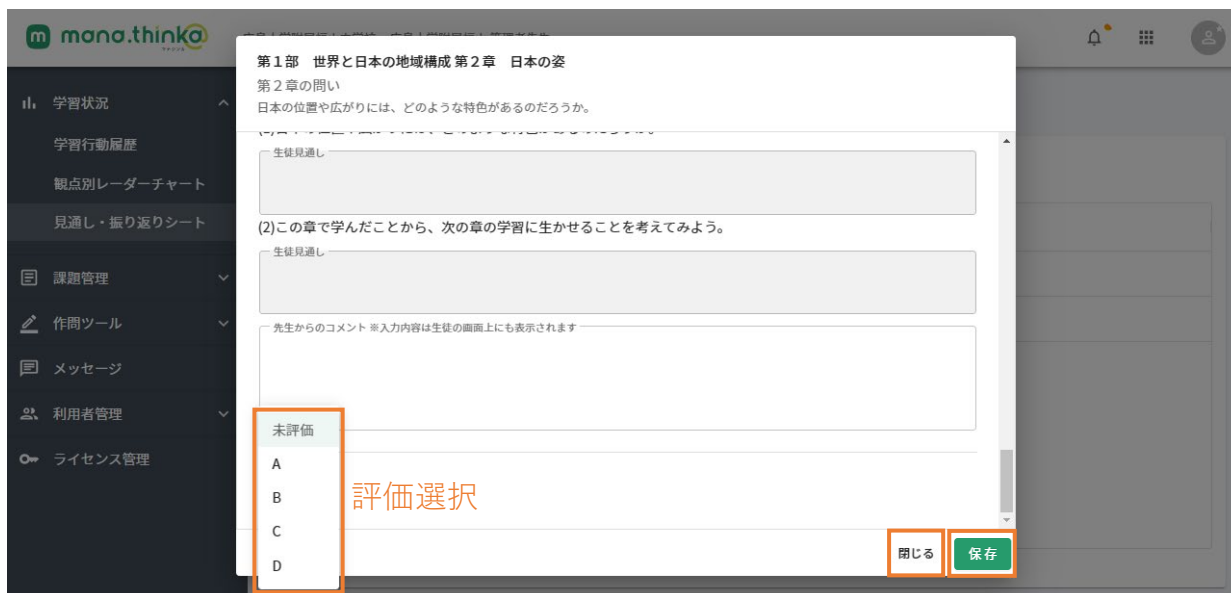 mana.thinka
第1部 世界と日本の地域構成 第2章 日本の姿
第2章の問い
日本の位置や広がりには、どのような特色があるのだろうか。
学習状況
学習行動履歴
観点別レーダーチャート
見通し・振り返りシート
課題管理
作問ツール
メッセージ
利用者管理
ライセンス管理
生徒見通し
(2)この章で学んだことから、次の章の学習に生かせることを考えてみよう。
生徒見通し
先生からのコメント ※入力内容は生徒の画面上にも表示されます
未評価
A
B
C
D
評価選択
閉じる
保存